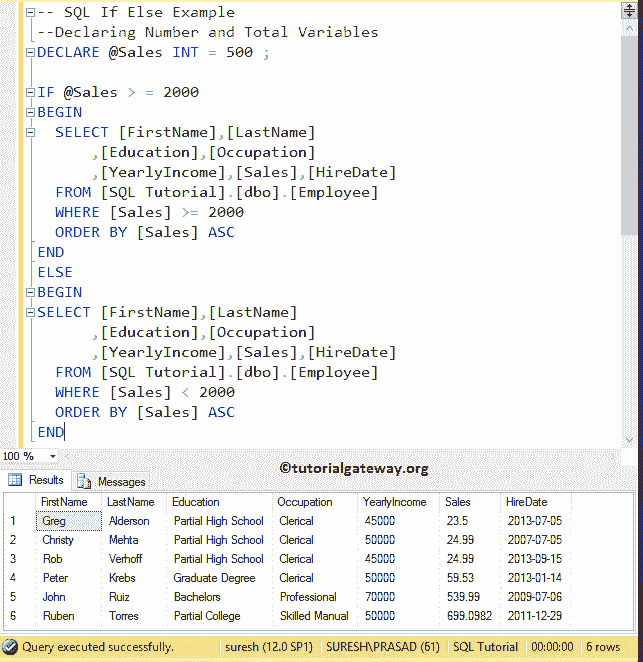 -- SQL If Else Example
--Declaring Number and Total Variables
DECLARE @Sales INT = 500 ;
IF @Sales > = 2000
BEGIN
SELECT [FirstName],[LastName]
,[Education],[Occupation]
,[YearlyIncome],[Sales],[HireDate]
FROM [SQL Tutorial].[dbo].[Employee]
WHERE [Sales] >= 2000
ORDER BY [Sales] ASC
END
ELSE
BEGIN
SELECT [FirstName],[LastName]
,[Education],[Occupation]
,[YearlyIncome],[Sales],[HireDate]
FROM [SQL Tutorial].[dbo].[Employee]
WHERE [Sales] < 2000
ORDER BY [Sales] ASC
END
100 %
©tutorialgateway.org
Results Messages
FirstName LastName Education Occupation YearlyIncome Sales HireDate
1 Greg Alderson Partial High School Clerical 45000 23.5 2013-07-05
2 Christy Mehta Partial High School Clerical 50000 24.99 2007-07-05
3 Rob Verhoff Partial High School Clerical 45000 24.99 2013-09-15
4 Peter Krebs Graduate Degree Clerical 50000 59.53 2013-01-14
5 John Ruiz Bachelors Professional 70000 539.99 2009-07-06
6 Ruben Torres Partial College Skilled Manual 50000 699.0982 2011-12-29
Query executed successfully. suresh (12.0 SP1) SURESH\PRASAD (61) SQL Tutorial 00:00:00 6 rows